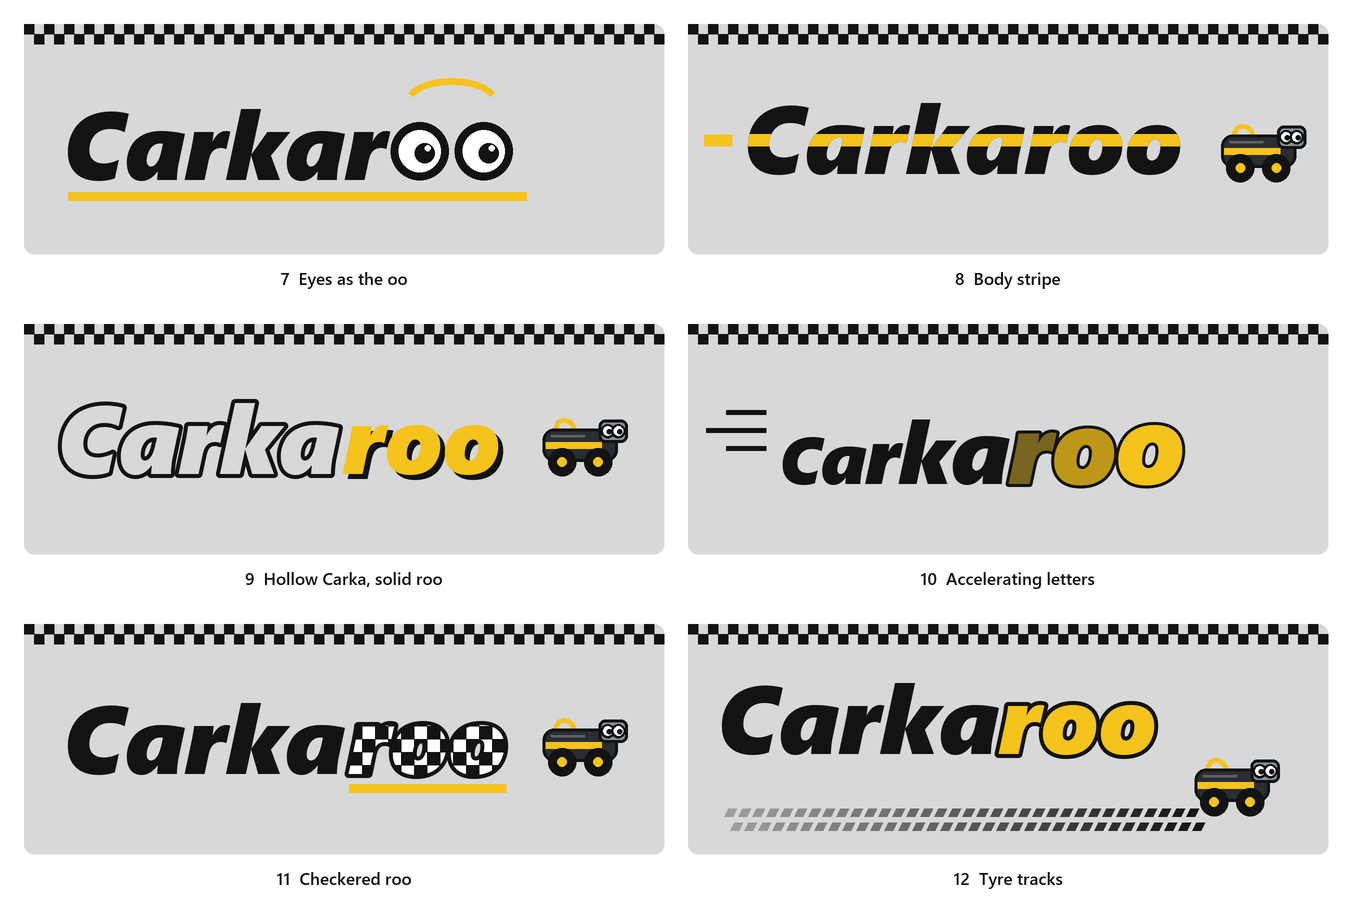 Carkaroo
7 Eyes as the oo
Carkaroo
8 Body stripe
Carkaroo
9 Hollow Carka, solid roo
carkaroo
10 Accelerating letters
Carkaroo
11 Checkered roo
Carkaroo
12 Tyre tracks